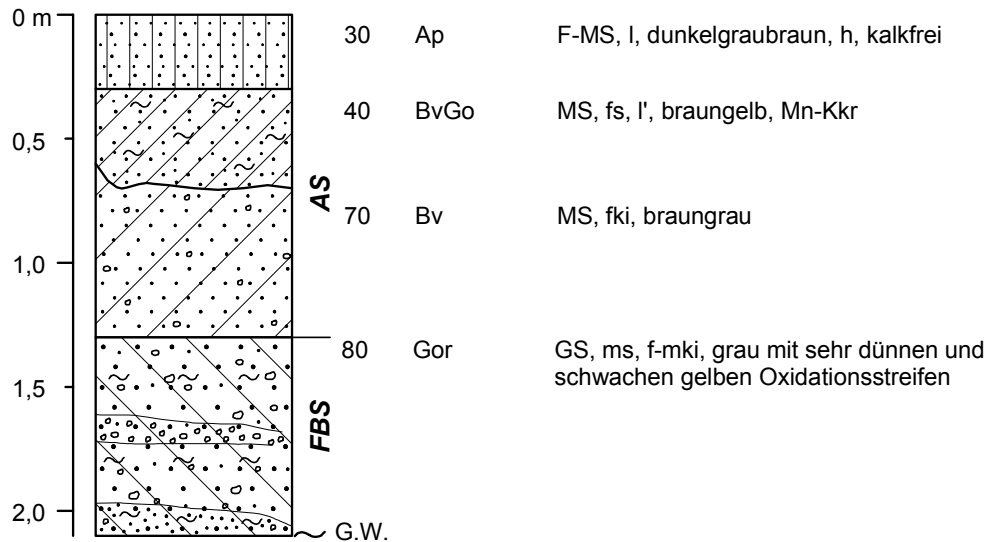 0 m
30 Ap F-MS, l, dunkelgraubraun, h, kalkfrei
40 BvGo MS, fs, l', braungelb, Mn-Kkr
0,5
AS
70 Bv MS, fki, braungrau
1,0
80 Gor GS, ms, f-mki, grau mit sehr dünnen und
schwachen gelben Oxidationsstreifen
1,5
FBS
2,0
G.W.